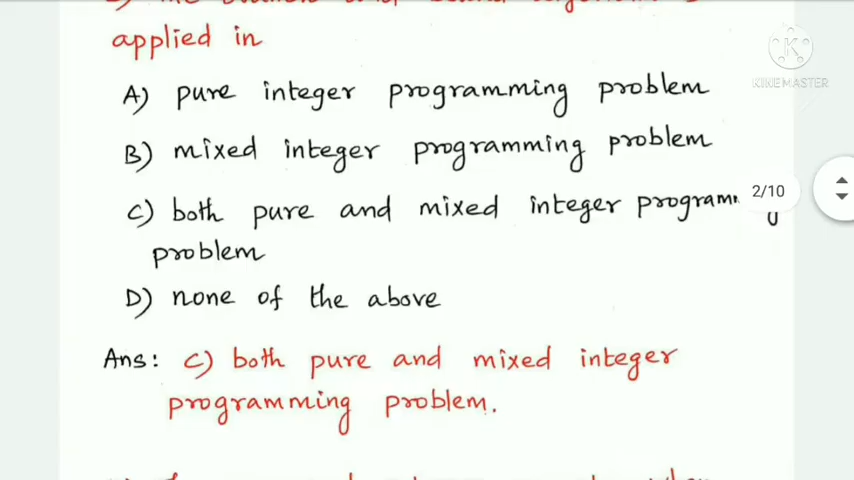 applied in
A) pure integer programming problem
B) mixed integer programming problem
C) both pure and mixed integer
problem
D) none of the above
Ans: C) both pure and mixed integer
programming problem.
KINEMASTER
2/10